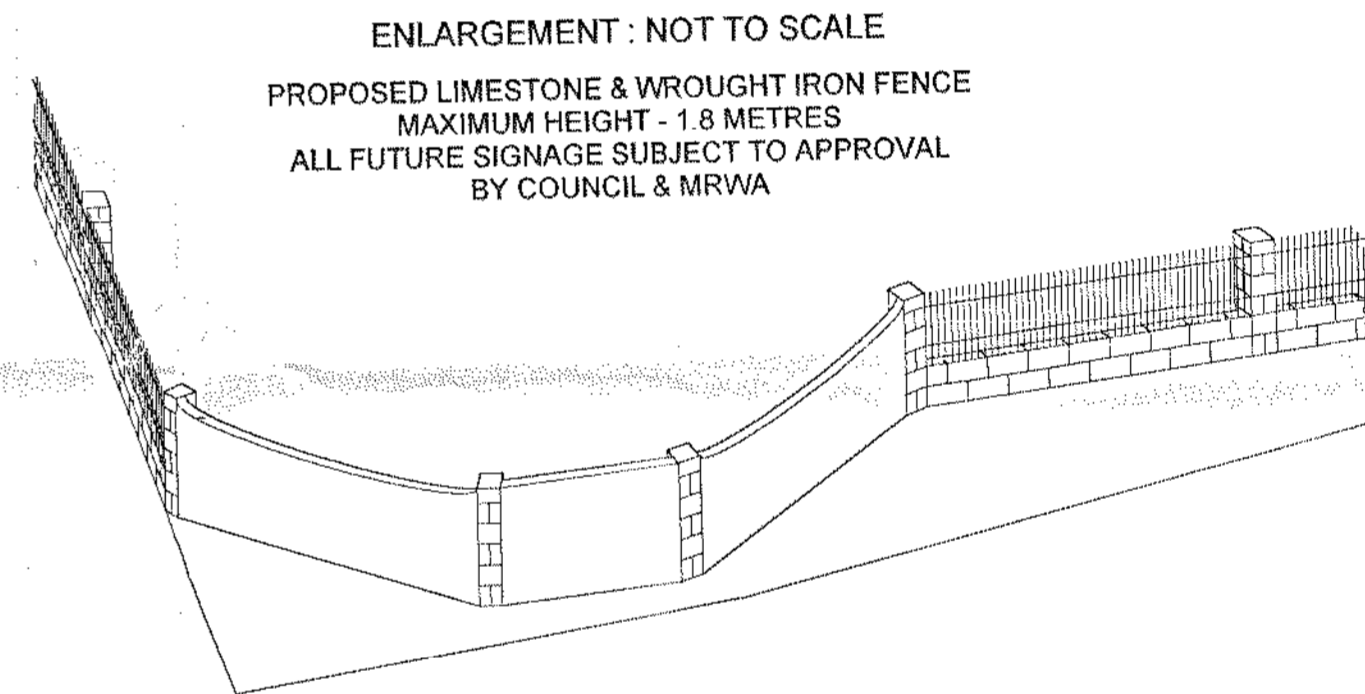 ENLARGEMENT : NOT TO SCALE
PROPOSED LIMESTONE & WROUGHT IRON FENCE
MAXIMUM HEIGHT - 1.8 METRES
ALL FUTURE SIGNAGE SUBJECT TO APPROVAL
BY COUNCIL & MRWA